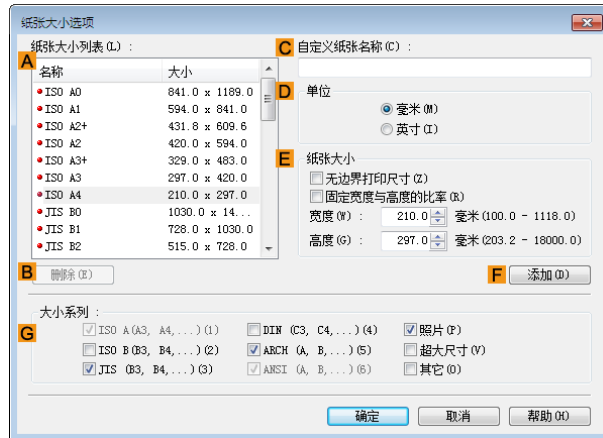 纸张大小选项
纸张大小列表(L) :
A
名称 大小
ISO A0 841.0 x 1189.0
ISO A1 594.0 x 841.0
ISO A2+ 431.8 x 609.6
ISO A2 420.0 x 594.0
ISO A3+ 329.0 x 483.0
ISO A3 297.0 x 420.0
ISO A4 210.0 x 297.0
JIS B0 1030.0 x 14...
JIS B1 728.0 x 1030.0
JIS B2 515.0 x 728.0
B 删除(E)
C 自定义纸张名称(C) :
D 单位
毫米(M)
英寸(I)
E 纸张大小
无边界打印尺寸(Z)
固定宽度与高度的比率(R)
宽度(W) : 210.0 毫米(100.0 - 1118.0)
高度(G) : 297.0 毫米(203.2 - 18000.0)
F 添加(D)
大小系列 :
G
ISO A(A3, A4,...)(1) DIN (C3, C4,...)(4) 照片(P)
ISO B(B3, B4,...)(2) ARCH (A, B,...)(5) 超大尺寸(V)
JIS (B3, B4,...)(3) ANSI (A, B,...)(6) 其它(O)
确定 取消 帮助(H)